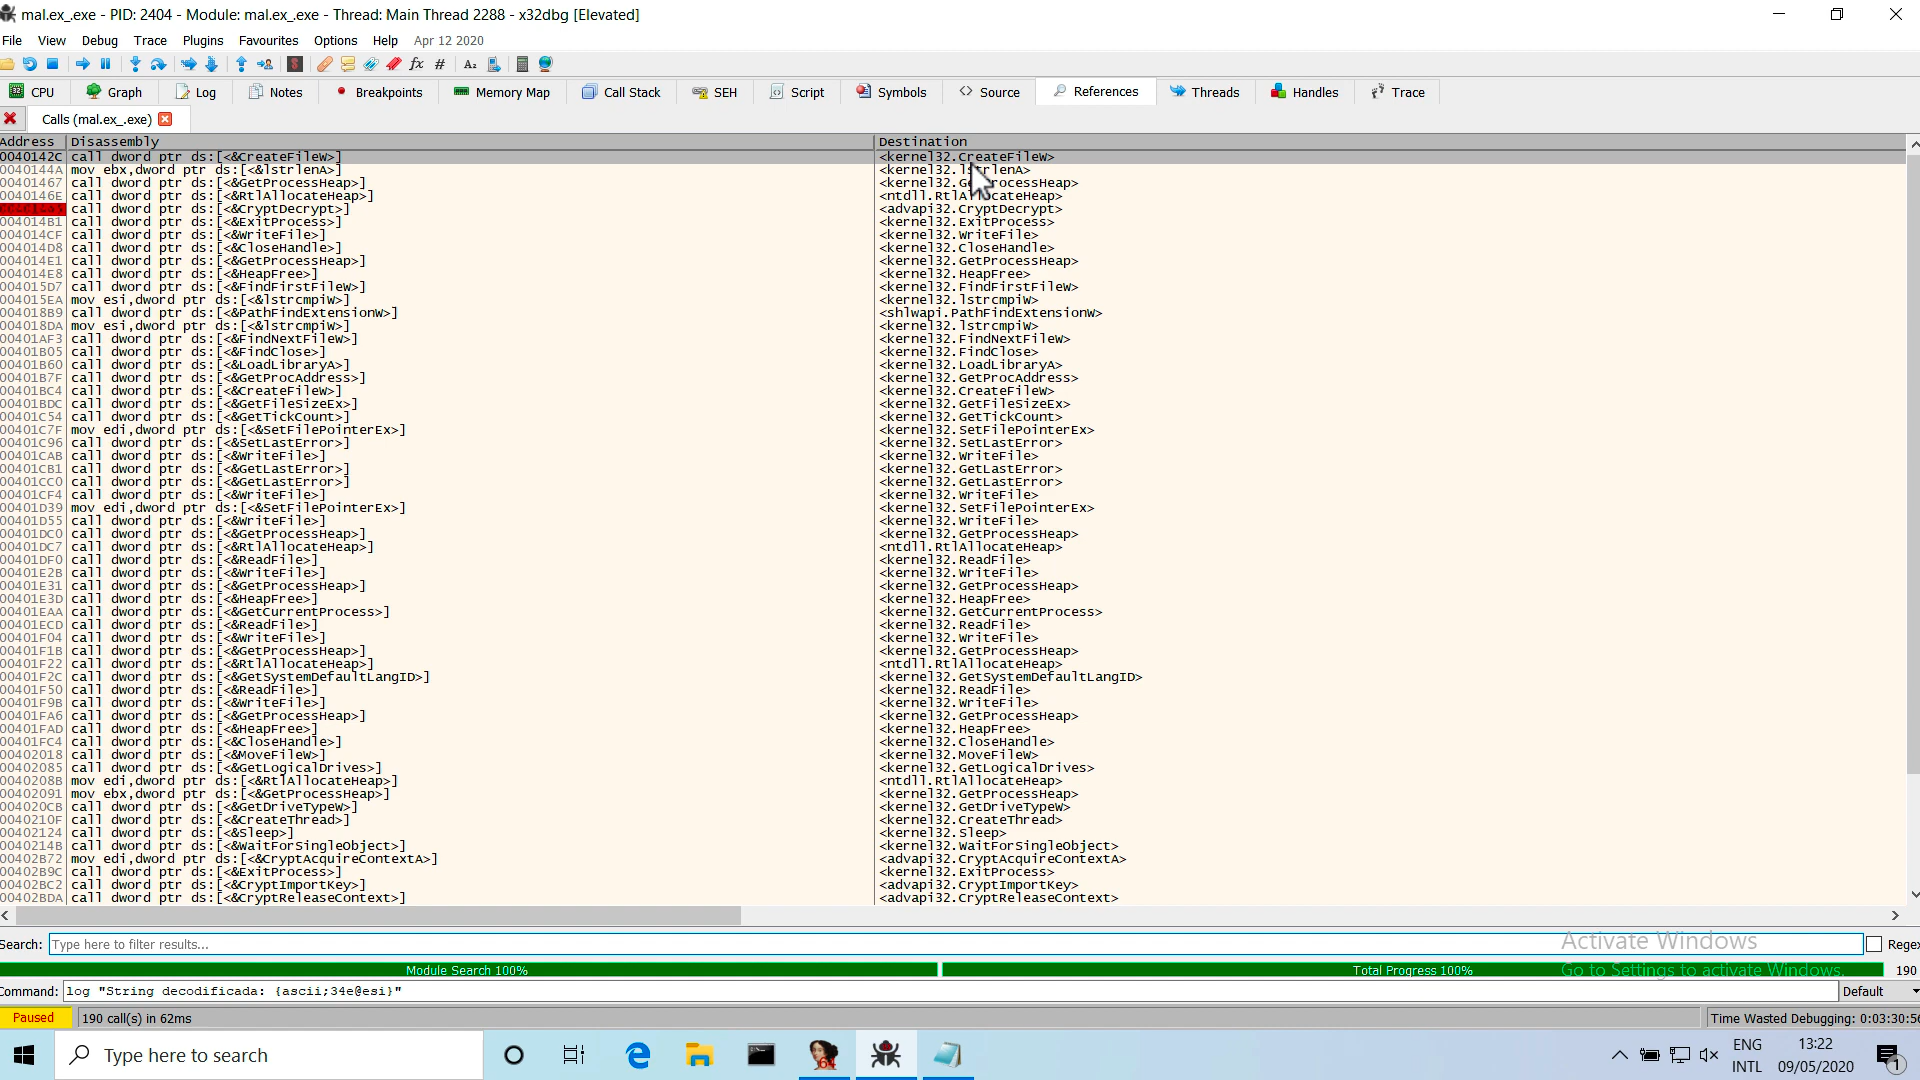 mal.ex_.exe - PID: 2404 - Module: mal.ex_.exe - Thread: Main Thread 2288 - x32dbg [Elevated]
File View Debug Trace Plugins Favourites Options Help Apr 12 2020
CPU Graph Log Notes Breakpoints Memory Map Call Stack SEH Script Symbols Source References Threads Handles Trace
Calls (mal.ex_.exe)
Address Disassembly Destination
0040142C call dword ptr ds:[<&CreateFileW>] <kernel32.CreateFileW>
0040144A mov ebx,dword ptr ds:[<&lstrlenA>] <kernel32.lstrlenA>
00401467 call dword ptr ds:[<&GetProcessHeap>] <kernel32.GetProcessHeap>
0040146E call dword ptr ds:[<&RtlAllocateHeap>] <ntdll.RtlAllocateHeap>
call dword ptr ds:[<&CryptDecrypt>] <advapi32.CryptDecrypt>
004014B1 call dword ptr ds:[<&ExitProcess>] <kernel32.ExitProcess>
004014CF call dword ptr ds:[<&WriteFile>] <kernel32.WriteFile>
004014D8 call dword ptr ds:[<&CloseHandle>] <kernel32.CloseHandle>
004014E1 call dword ptr ds:[<&GetProcessHeap>] <kernel32.GetProcessHeap>
004014E8 call dword ptr ds:[<&HeapFree>] <kernel32.HeapFree>
004015D7 call dword ptr ds:[<&FindFirstFileW>] <kernel32.FindFirstFileW>
004015EA mov esi,dword ptr ds:[<&lstrcmpiW>] <kernel32.lstrcmpiW>
004018B9 call dword ptr ds:[<&PathFindExtensionW>] <shlwapi.PathFindExtensionW>
004018DA mov esi,dword ptr ds:[<&lstrcmpiW>] <kernel32.lstrcmpiW>
00401AF3 call dword ptr ds:[<&FindNextFileW>] <kernel32.FindNextFileW>
00401B05 call dword ptr ds:[<&FindClose>] <kernel32.FindClose>
00401B60 call dword ptr ds:[<&LoadLibraryA>] <kernel32.LoadLibraryA>
00401B7F call dword ptr ds:[<&GetProcAddress>] <kernel32.GetProcAddress>
00401BC4 call dword ptr ds:[<&CreateFileW>] <kernel32.CreateFileW>
00401BDC call dword ptr ds:[<&GetFileSizeEx>] <kernel32.GetFileSizeEx>
00401C54 call dword ptr ds:[<&GetTickCount>] <kernel32.GetTickCount>
00401C7F mov edi,dword ptr ds:[<&SetFilePointerEx>] <kernel32.SetFilePointerEx>
00401C96 call dword ptr ds:[<&SetLastError>] <kernel32.SetLastError>
00401CAB call dword ptr ds:[<&WriteFile>] <kernel32.WriteFile>
00401CB1 call dword ptr ds:[<&GetLastError>] <kernel32.GetLastError>
00401CC0 call dword ptr ds:[<&GetLastError>] <kernel32.GetLastError>
00401CF4 call dword ptr ds:[<&WriteFile>] <kernel32.WriteFile>
00401D39 mov edi,dword ptr ds:[<&SetFilePointerEx>] <kernel32.SetFilePointerEx>
00401D55 call dword ptr ds:[<&WriteFile>] <kernel32.WriteFile>
00401DC0 call dword ptr ds:[<&GetProcessHeap>] <kernel32.GetProcessHeap>
00401DC7 call dword ptr ds:[<&RtlAllocateHeap>] <ntdll.RtlAllocateHeap>
00401DF0 call dword ptr ds:[<&ReadFile>] <kernel32.ReadFile>
00401E2B call dword ptr ds:[<&WriteFile>] <kernel32.WriteFile>
00401E31 call dword ptr ds:[<&GetProcessHeap>] <kernel32.GetProcessHeap>
00401E3D call dword ptr ds:[<&HeapFree>] <kernel32.HeapFree>
00401EAA call dword ptr ds:[<&GetCurrentProcess>] <kernel32.GetCurrentProcess>
00401ECD call dword ptr ds:[<&ReadFile>] <kernel32.ReadFile>
00401F04 call dword ptr ds:[<&WriteFile>] <kernel32.WriteFile>
00401F1B call dword ptr ds:[<&GetProcessHeap>] <kernel32.GetProcessHeap>
00401F22 call dword ptr ds:[<&RtlAllocateHeap>] <ntdll.RtlAllocateHeap>
00401F2C call dword ptr ds:[<&GetSystemDefaultLangID>] <kernel32.GetSystemDefaultLangID>
00401F50 call dword ptr ds:[<&ReadFile>] <kernel32.ReadFile>
00401F9B call dword ptr ds:[<&WriteFile>] <kernel32.WriteFile>
00401FA6 call dword ptr ds:[<&GetProcessHeap>] <kernel32.GetProcessHeap>
00401FAD call dword ptr ds:[<&HeapFree>] <kernel32.HeapFree>
00401FC4 call dword ptr ds:[<&CloseHandle>] <kernel32.CloseHandle>
00402018 call dword ptr ds:[<&MoveFileW>] <kernel32.MoveFileW>
00402085 call dword ptr ds:[<&GetLogicalDrives>] <kernel32.GetLogicalDrives>
0040208B mov edi,dword ptr ds:[<&RtlAllocateHeap>] <ntdll.RtlAllocateHeap>
00402091 mov ebx,dword ptr ds:[<&GetProcessHeap>] <kernel32.GetProcessHeap>
004020CB call dword ptr ds:[<&GetDriveTypeW>] <kernel32.GetDriveTypeW>
0040210F call dword ptr ds:[<&CreateThread>] <kernel32.CreateThread>
00402124 call dword ptr ds:[<&Sleep>] <kernel32.Sleep>
0040214B call dword ptr ds:[<&WaitForSingleObject>] <kernel32.WaitForSingleObject>
00402B72 mov edi,dword ptr ds:[<&CryptAcquireContextA>] <advapi32.CryptAcquireContextA>
00402B9C call dword ptr ds:[<&ExitProcess>] <kernel32.ExitProcess>
00402BC2 call dword ptr ds:[<&CryptImportKey>] <advapi32.CryptImportKey>
00402BDA call dword ptr ds:[<&CryptReleaseContext>] <advapi32.CryptReleaseContext>
Search: Type here to filter results... Regex
Activate Windows
Module Search 100% Total Progress 100% 190
Go to Settings to activate Windows.
Command: log "String decodificada: {ascii;34e@esi}" Default
Paused 190 call(s) in 62ms Time Wasted Debugging: 0:03:30:56
Type here to search 64 ENG 13:22
INTL 09/05/2020 1